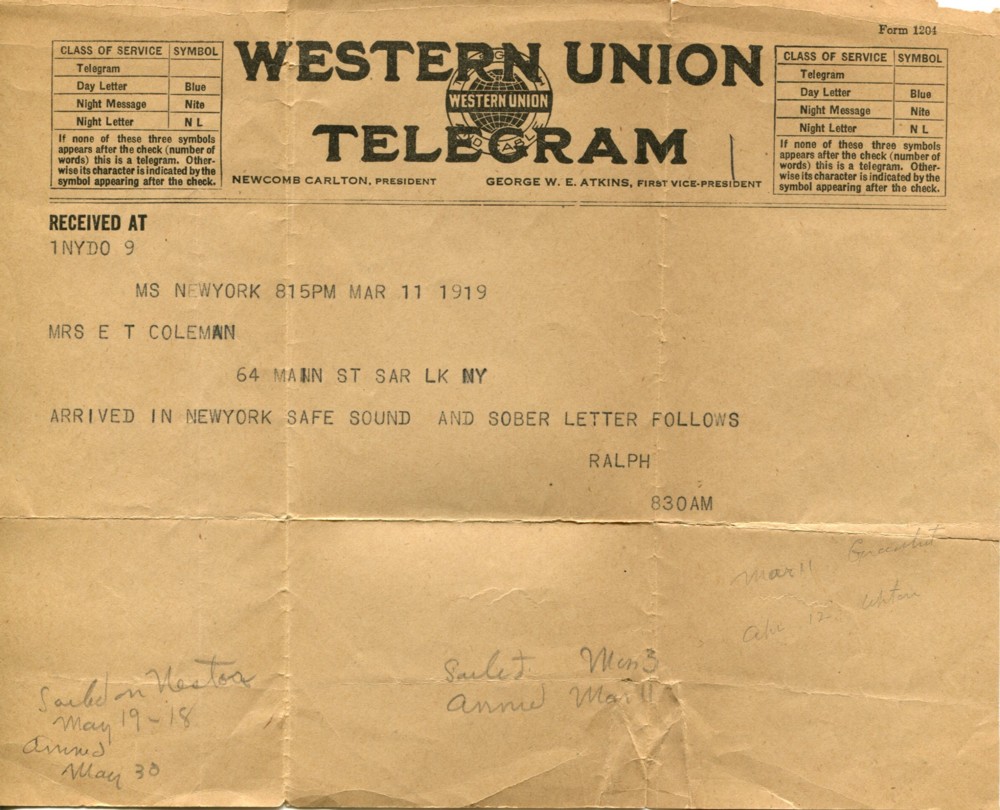 Form 1204
CLASS OF SERVICE SYMBOL
Telegram
Day Letter Blue
Night Message Nite
Night Letter N L
If none of these three symbols
appears after the check (number of
words) this is a telegram. Other-
wise its character is indicated by the
symbol appearing after the check.
WESTERN UNION
WESTERN UNION
TELEGRAM
NEWCOMB CARLTON, PRESIDENT GEORGE W. E. ATKINS, FIRST VICE-PRESIDENT
CLASS OF SERVICE SYMBOL
Telegram
Day Letter Blue
Night Message Nite
Night Letter N L
If none of these three symbols
appears after the check (number of
words) this is a telegram. Other-
wise its character is indicated by the
symbol appearing after the check.
RECEIVED AT
1NYDO 9
MS NEWYORK 815PM MAR 11 1919
MRS E T COLEMAN
64 MAIN ST SAR LK NY
ARRIVED IN NEWYORK SAFE SOUND AND SOBER LETTER FOLLOWS
RALPH
830AM
Mar 11
Sailed Mar 3
Arrived Mar 11
Sailed on Nestor
May 19-18
Arrived
May 30